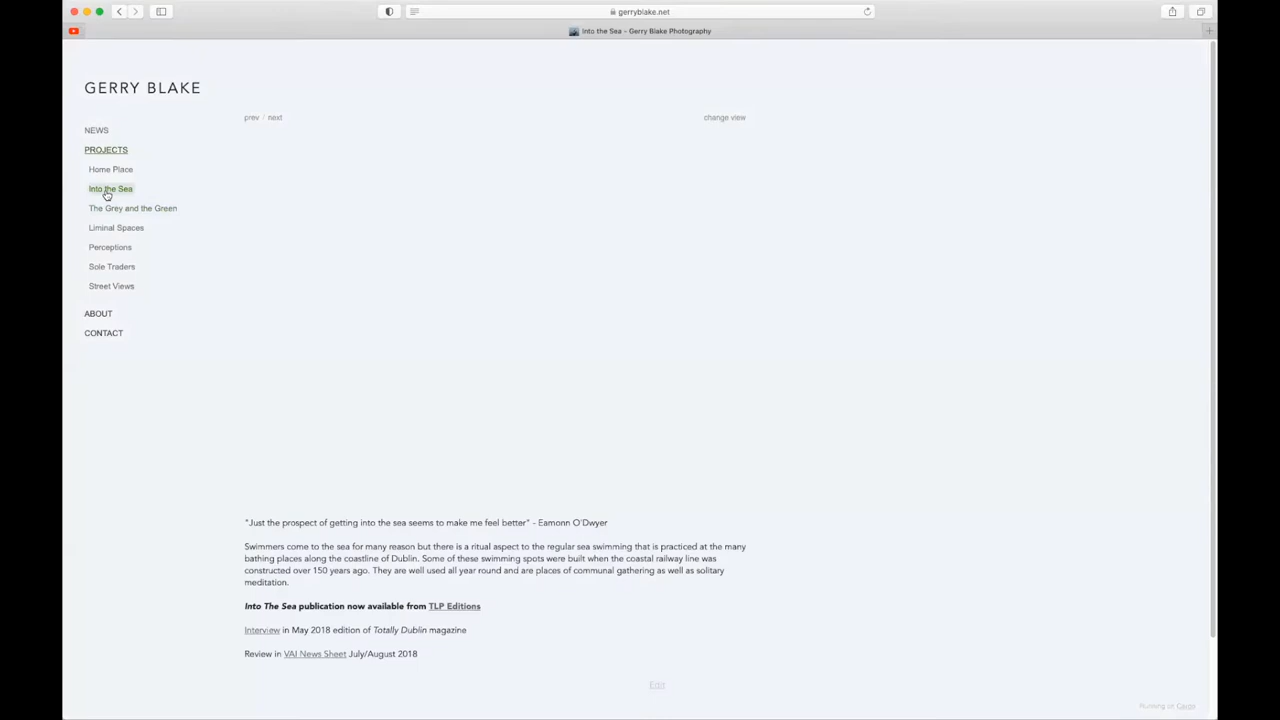 gerryblake.net
Into the Sea – Gerry Blake Photography
GERRY BLAKE
prev / next
change view
NEWS
PROJECTS
Home Place
Into the Sea
The Grey and the Green
Liminal Spaces
Perceptions
Sole Traders
Street Views
ABOUT
CONTACT
"Just the prospect of getting into the sea seems to make me feel better" - Eamonn O'Dwyer
Swimmers come to the sea for many reason but there is a ritual aspect to the regular sea swimming that is practiced at the many
bathing places along the coastline of Dublin. Some of these swimming spots were built when the coastal railway line was
constructed over 150 years ago. They are well used all year round and are places of communal gathering as well as solitary
meditation.
Into The Sea publication now available from TLP Editions
Interview in May 2018 edition of Totally Dublin magazine
Review in VAI News Sheet July/August 2018
Edit
Running on Cargo